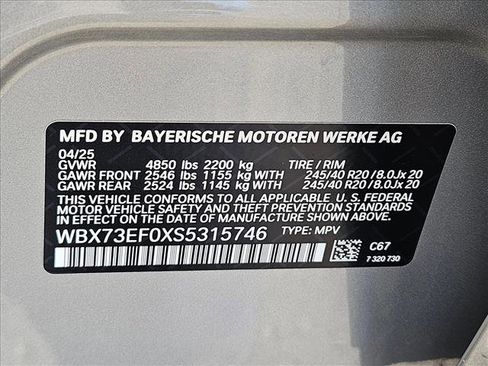 MFD BY BAYERISCHE MOTOREN WERKE AG
04/25
GVWR 4850 lbs 2200 kg TIRE / RIM
GAWR FRONT 2546 lbs 1155 kg WITH 245/40 R20 / 8.0Jx 20
GAWR REAR 2524 lbs 1145 kg WITH 245/40 R20 / 8.0Jx 20
THIS VEHICLE CONFORMS TO ALL APPLICABLE U. S. FEDERAL
MOTOR VEHICLE SAFETY, BUMPER, AND THEFT PREVENTION
STANDARDS IN EFFECT ON THE DATE OF MANUFACTURE SHOWN ABOVE.
WBX73EF0XS5315746 TYPE: MPV
C67
7 320 730